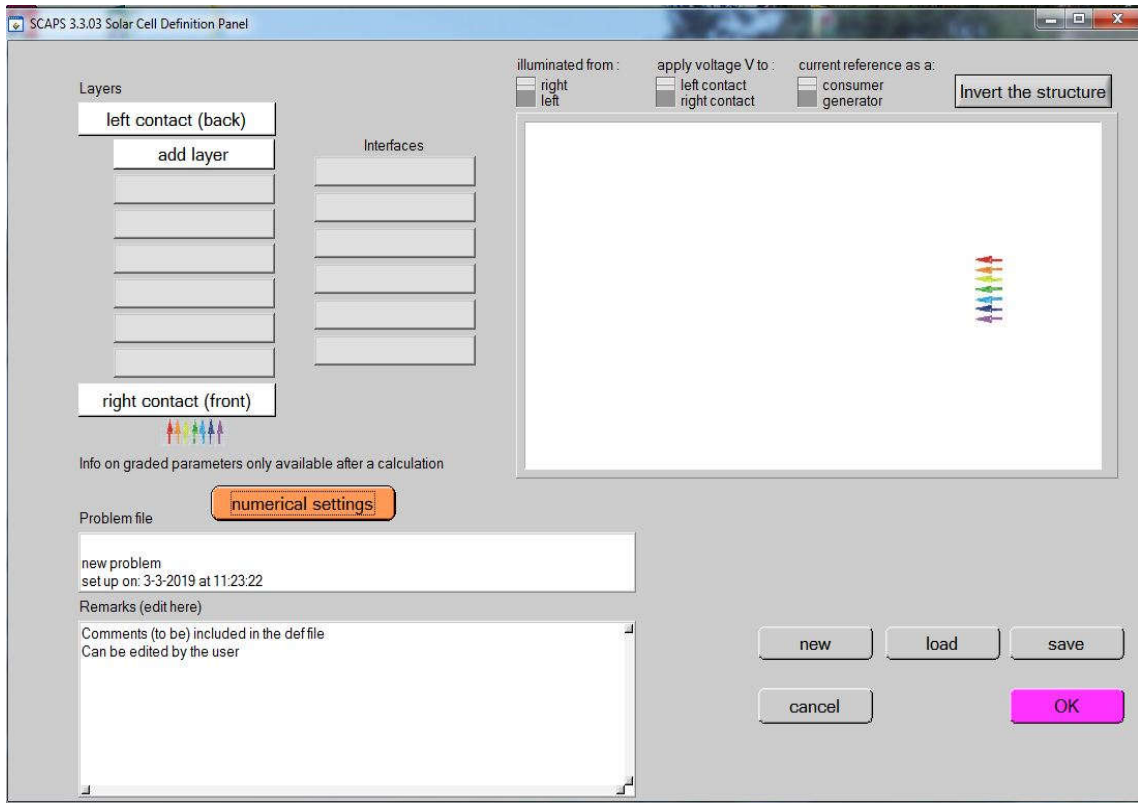 SCAPS 3.3.03 Solar Cell Definition Panel
illuminated from :
right
left
apply voltage V to :
left contact
right contact
current reference as a:
consumer
generator
Invert the structure
Layers
left contact (back)
add layer
Interfaces
right contact (front)
Info on graded parameters only available after a calculation
numerical settings
Problem file
new problem
set up on: 3-3-2019 at 11:23:22
Remarks (edit here)
Comments (to be) included in the def file
Can be edited by the user
new
load
save
cancel
OK